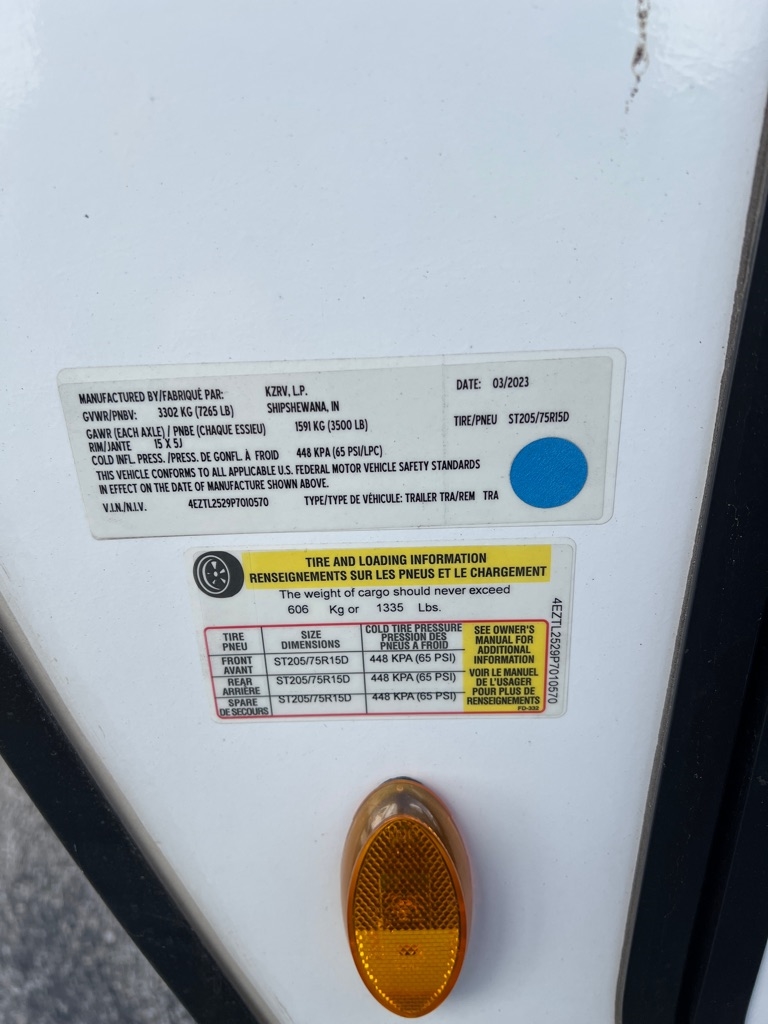 MANUFACTURED BY/FABRIQUÉ PAR: KZRV, L.P. DATE: 03/2023
GVWR/PNBV: 3302 KG (7265 LB) SHIPSHEWANA, IN
GAWR (EACH AXLE) / PNBE (CHAQUE ESSIEU) 1591 KG (3500 LB) TIRE/PNEU ST205/75R15D
RIM/JANTE 15 X 5J
COLD INFL. PRESS. /PRESS. DE GONFL. À FROID 448 KPA (65 PSI/LPC)
THIS VEHICLE CONFORMS TO ALL APPLICABLE U.S. FEDERAL MOTOR VEHICLE SAFETY STANDARDS
IN EFFECT ON THE DATE OF MANUFACTURE SHOWN ABOVE.
V.I.N./N.I.V. 4EZTL2529P7010570 TYPE/TYPE DE VÉHICULE: TRAILER TRA/REM TRA
TIRE AND LOADING INFORMATION
RENSEIGNEMENTS SUR LES PNEUS ET LE CHARGEMENT
The weight of cargo should never exceed
606 Kg or 1335 Lbs.
TIRE
PNEU
SIZE
DIMENSIONS
COLD TIRE PRESSURE
PRESSION DES
PNEUS A FROID
FRONT
AVANT
ST205/75R15D
448 KPA (65 PSI)
REAR
ARRIÈRE
ST205/75R15D
448 KPA (65 PSI)
SPARE
DE SECOURS
ST205/75R15D
448 KPA (65 PSI)
SEE OWNER'S
MANUAL FOR
ADDITIONAL
INFORMATION
VOIR LE MANUEL
DE L'USAGER
POUR PLUS DE
RENSEIGNEMENTS
FD-332
4EZTL2529P7010570